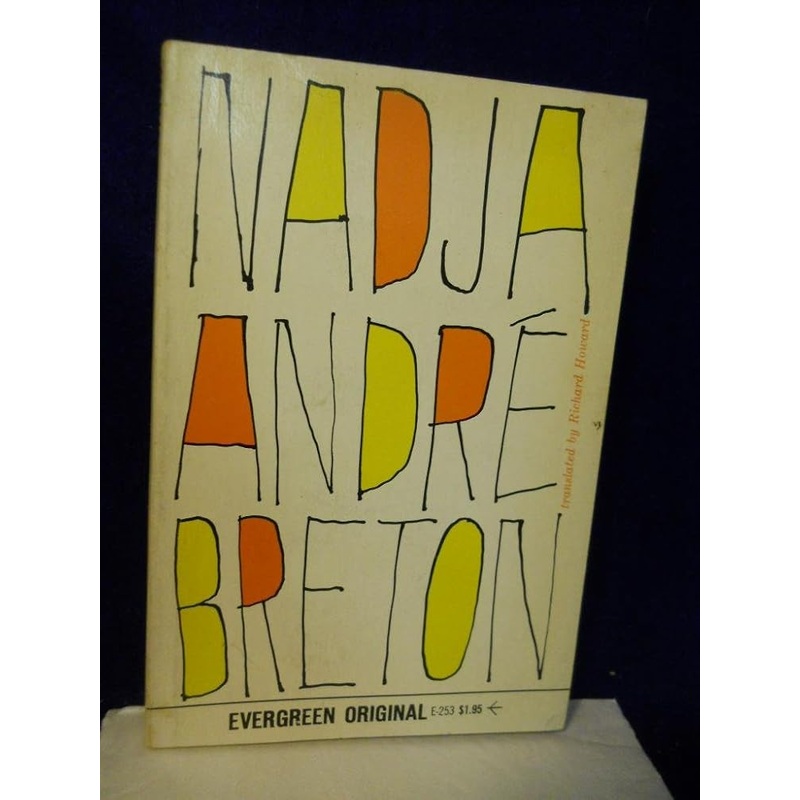 NADJA
ANDRÉ
translated by Richard Howard
BRETON
EVERGREEN ORIGINAL E-253 $1.95